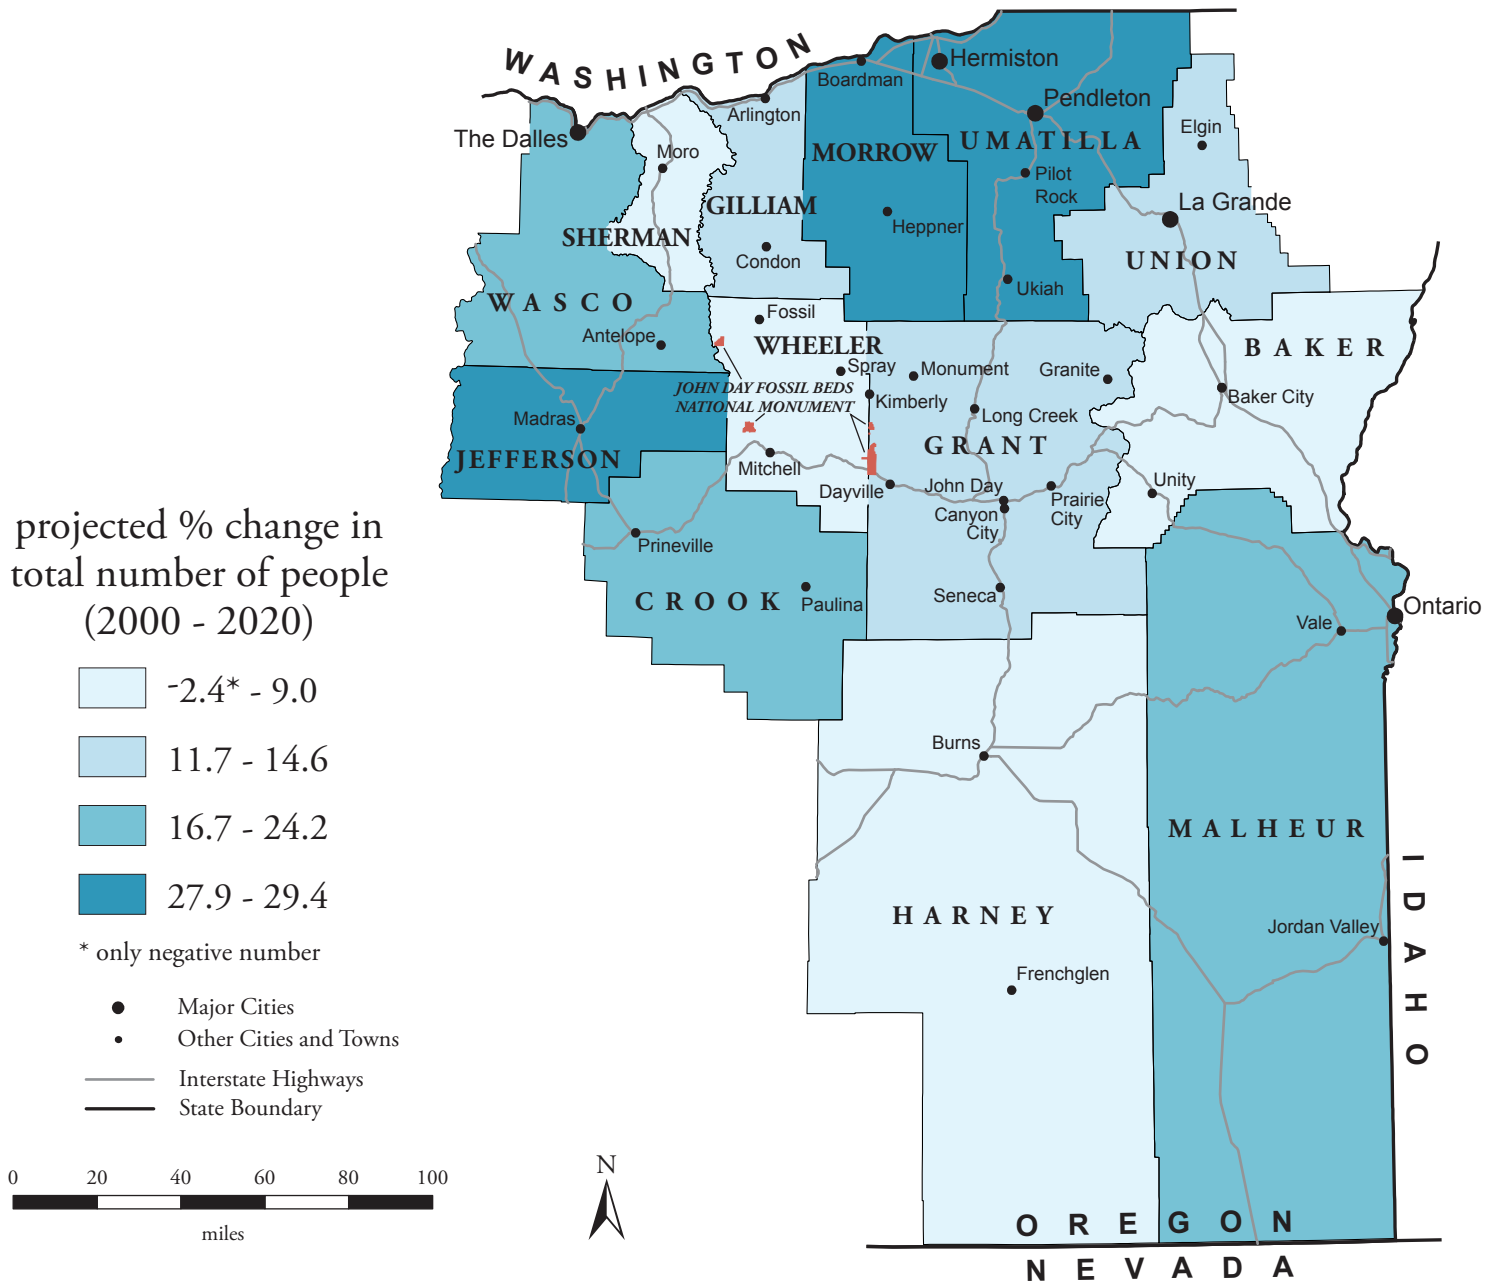 WASHINGTON
Hermiston
Boardman
Pendleton
Arlington
The Dalles
Elgin
UMATILLA
MORROW
Moro
Pilot
Rock
La Grande
GILLIAM
Heppner
SHERMAN
Condon
UNION
Ukiah
WASCO
Fossil
Antelope
WHEELER
BAKER
Spray
Monument
Granite
JOHN DAY FOSSIL BEDS
NATIONAL MONUMENT
Kimberly
Baker City
Long Creek
Madras
GRANT
JEFFERSON
Mitchell
Unity
Dayville
John Day
Canyon
City
Prairie
City
Prineville
CROOK
Paulina
Seneca
Ontario
Vale
Burns
MALHEUR
HARNEY
Jordan Valley
Frenchglen
IDAHO
OREGON
NEVADA
projected % change in
total number of people
(2000 - 2020)
-2.4* - 9.0
11.7 - 14.6
16.7 - 24.2
27.9 - 29.4
* only negative number
Major Cities
Other Cities and Towns
Interstate Highways
State Boundary
0 20 40 60 80 100
miles
N